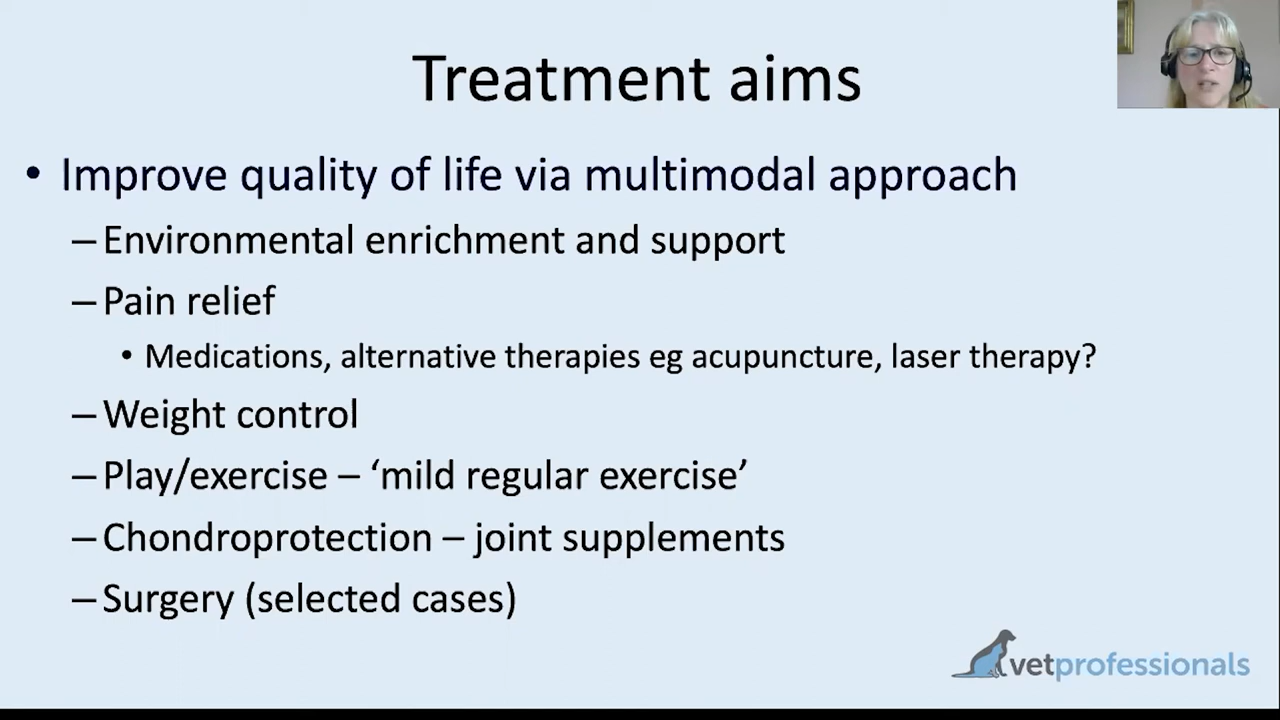 Treatment aims
• Improve quality of life via multimodal approach
– Environmental enrichment and support
– Pain relief
• Medications, alternative therapies eg acupuncture, laser therapy?
– Weight control
– Play/exercise – ‘mild regular exercise’
– Chondroprotection – joint supplements
– Surgery (selected cases)
vetprofessionals